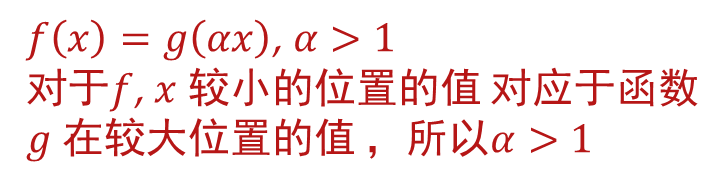 f(x) = g(αx), α > 1
对于f, x 较小的位置的值 对应于函数
g 在较大位置的值 ，所以α > 1